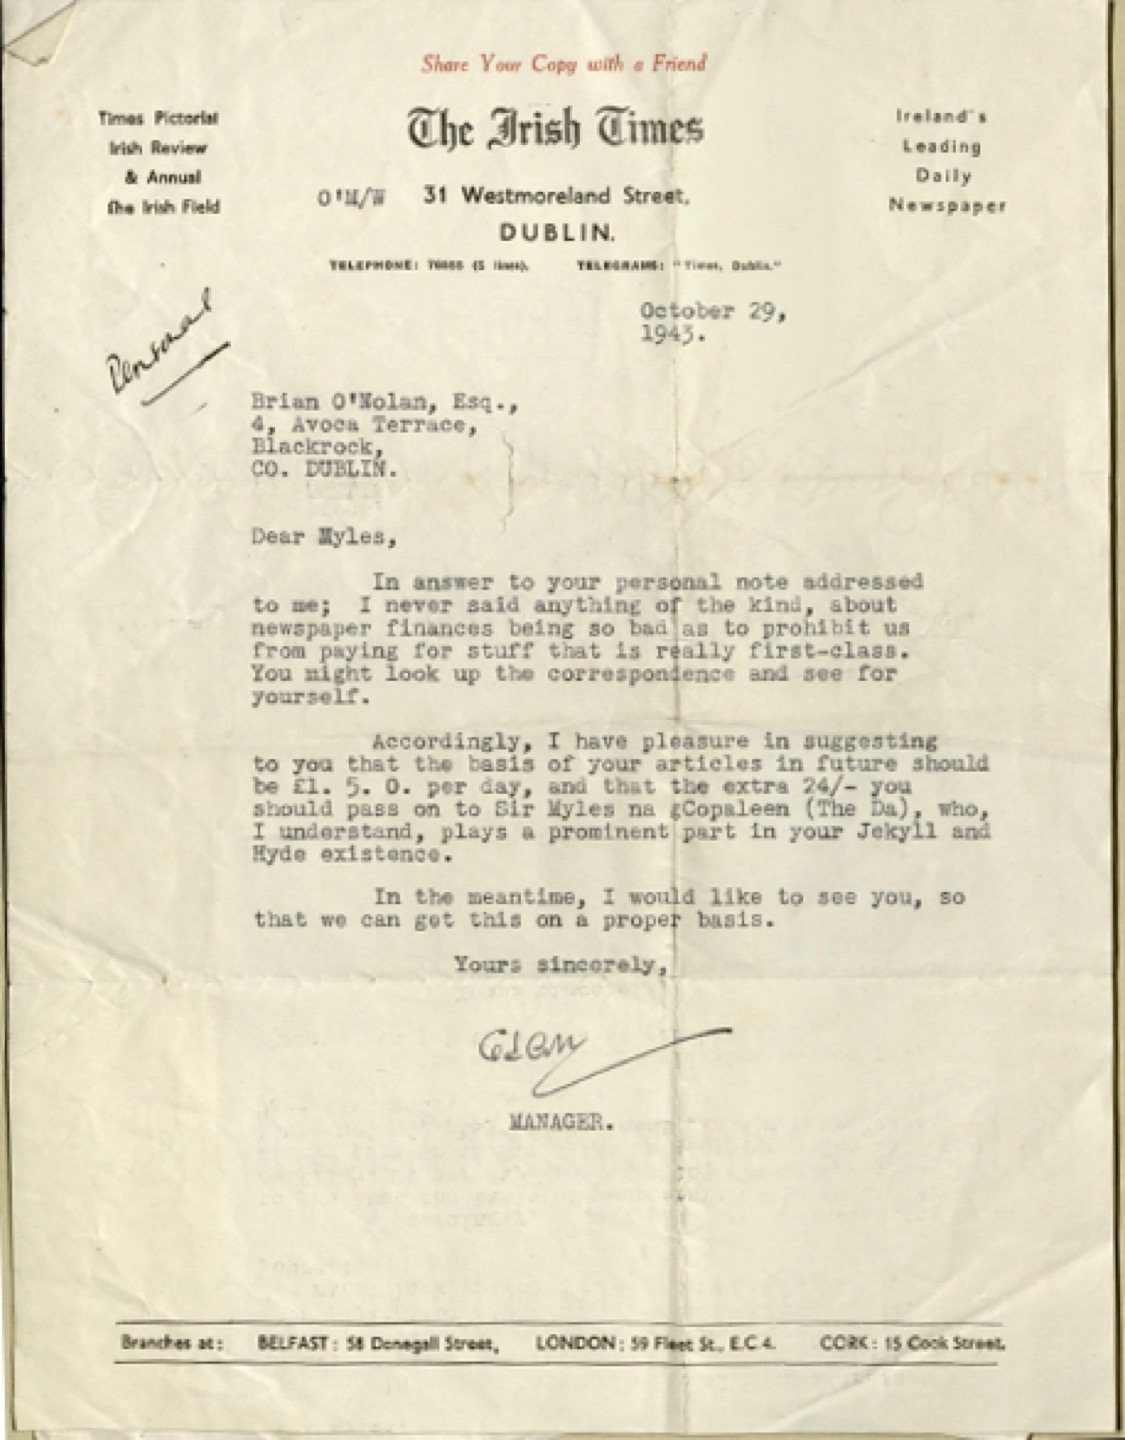 Share Your Copy with a Friend
Times Pictorial
Irish Review
& Annual
The Irish Field
The Irish Times
O'M/W 31 Westmoreland Street,
DUBLIN.
TELEPHONE: (5 lines). TELEGRAMS: "Times, Dublin."
Ireland's
Leading
Daily
Newspaper
October 29,
1943.
Personal
Brian O'Nolan, Esq.,
4, Avoca Terrace,
Blackrock,
CO. DUBLIN.
Dear Myles,
In answer to your personal note addressed
to me; I never said anything of the kind, about
newspaper finances being so bad as to prohibit us
from paying for stuff that is really first-class.
You might look up the correspondence and see for
yourself.
Accordingly, I have pleasure in suggesting
to you that the basis of your articles in future should
be £1. 5. 0. per day, and that the extra 24/- you
should pass on to Sir Myles na gCopaleen (The Da), who,
I understand, plays a prominent part in your Jekyll and
Hyde existence.
In the meantime, I would like to see you, so
that we can get this on a proper basis.
Yours sincerely,
MANAGER.
Branches at: BELFAST: 58 Donegall Street, LONDON: 59 Fleet St., E.C.4. CORK: 15 Cook Street.